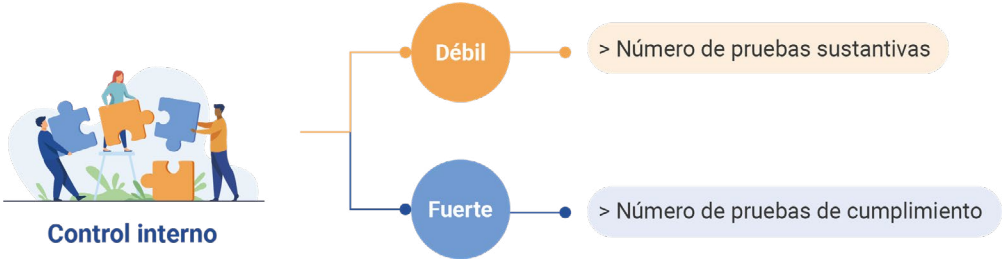 Débil
> Número de pruebas sustantivas
Fuerte
> Número de pruebas de cumplimiento
Control interno